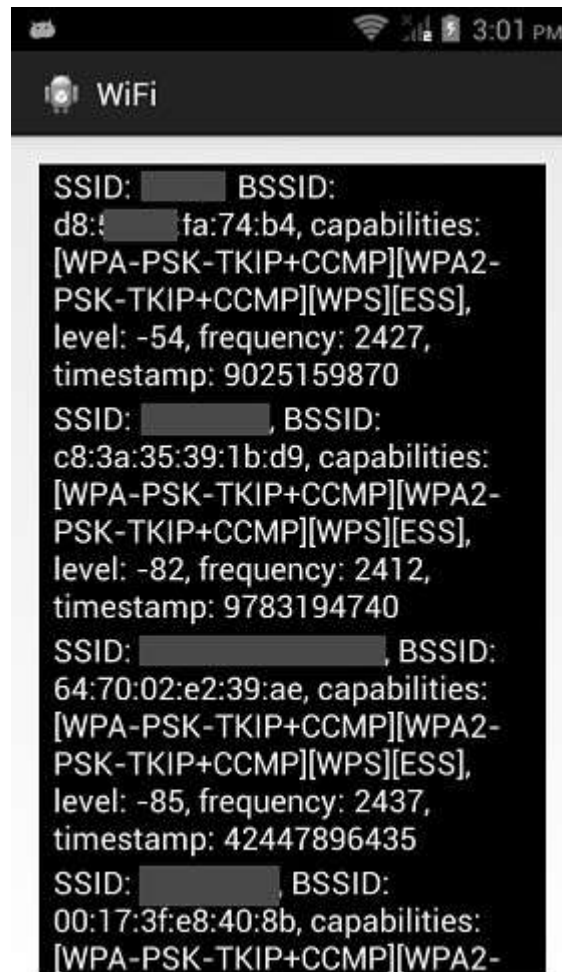 3:01 PM
WiFi
SSID: BSSID:
d8: fa:74:b4, capabilities:
[WPA-PSK-TKIP+CCMP][WPA2-
PSK-TKIP+CCMP][WPS][ESS],
level: -54, frequency: 2427,
timestamp: 9025159870
SSID: , BSSID:
c8:3a:35:39:1b:d9, capabilities:
[WPA-PSK-TKIP+CCMP][WPA2-
PSK-TKIP+CCMP][WPS][ESS],
level: -82, frequency: 2412,
timestamp: 9783194740
SSID: , BSSID:
64:70:02:e2:39:ae, capabilities:
[WPA-PSK-TKIP+CCMP][WPA2-
PSK-TKIP+CCMP][WPS][ESS],
level: -85, frequency: 2437,
timestamp: 42447896435
SSID: , BSSID:
00:17:3f:e8:40:8b, capabilities:
[WPA-PSK-TKIP+CCMP][WPA2-